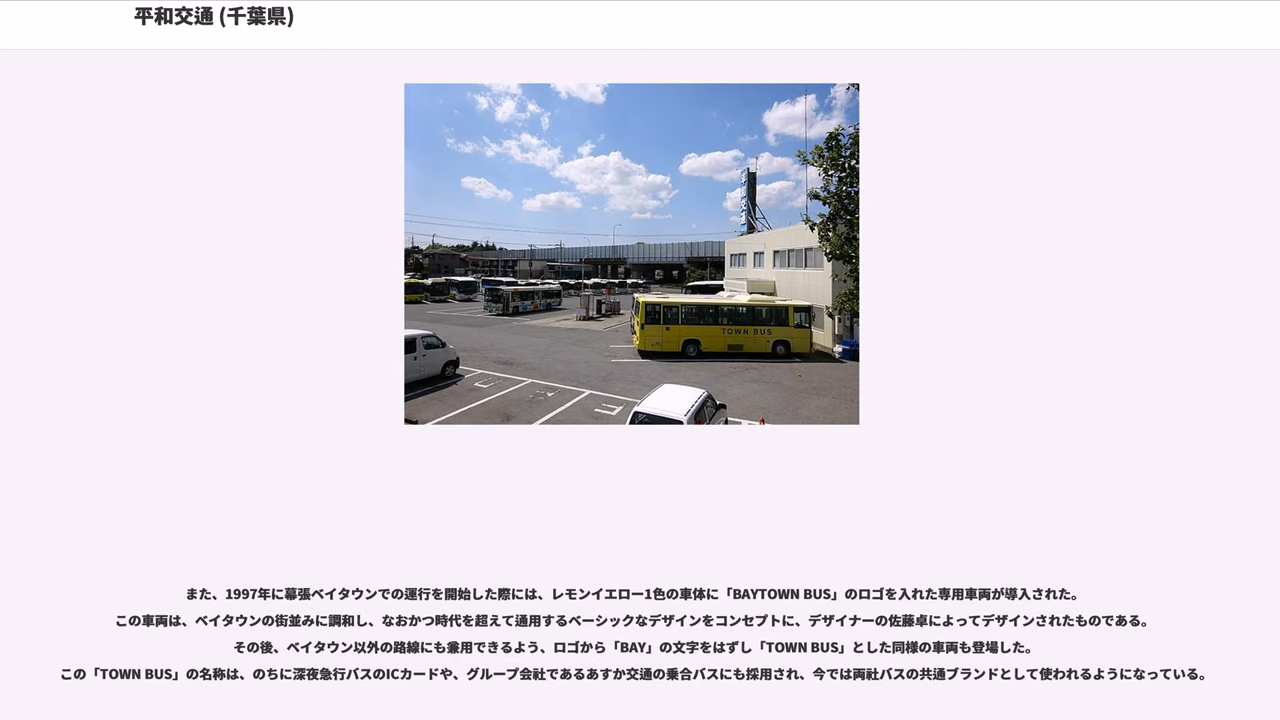 平和交通 (千葉県)
TOWN BUS
また、1997年に幕張ベイタウンでの運行を開始した際には、レモンイエロー1色の車体に「BAYTOWN BUS」のロゴを入れた専用車両が導入された。
この車両は、ベイタウンの街並みに調和し、なおかつ時代を超えて通用するベーシックなデザインをコンセプトに、デザイナーの佐藤卓によってデザインされたものである。
その後、ベイタウン以外の路線にも兼用できるよう、ロゴから「BAY」の文字をはずし「TOWN BUS」とした同様の車両も登場した。
この「TOWN BUS」の名称は、のちに深夜急行バスのICカードや、グループ会社であるあすか交通の乗合バスにも採用され、今では両社バスの共通ブランドとして使われるようになっている。